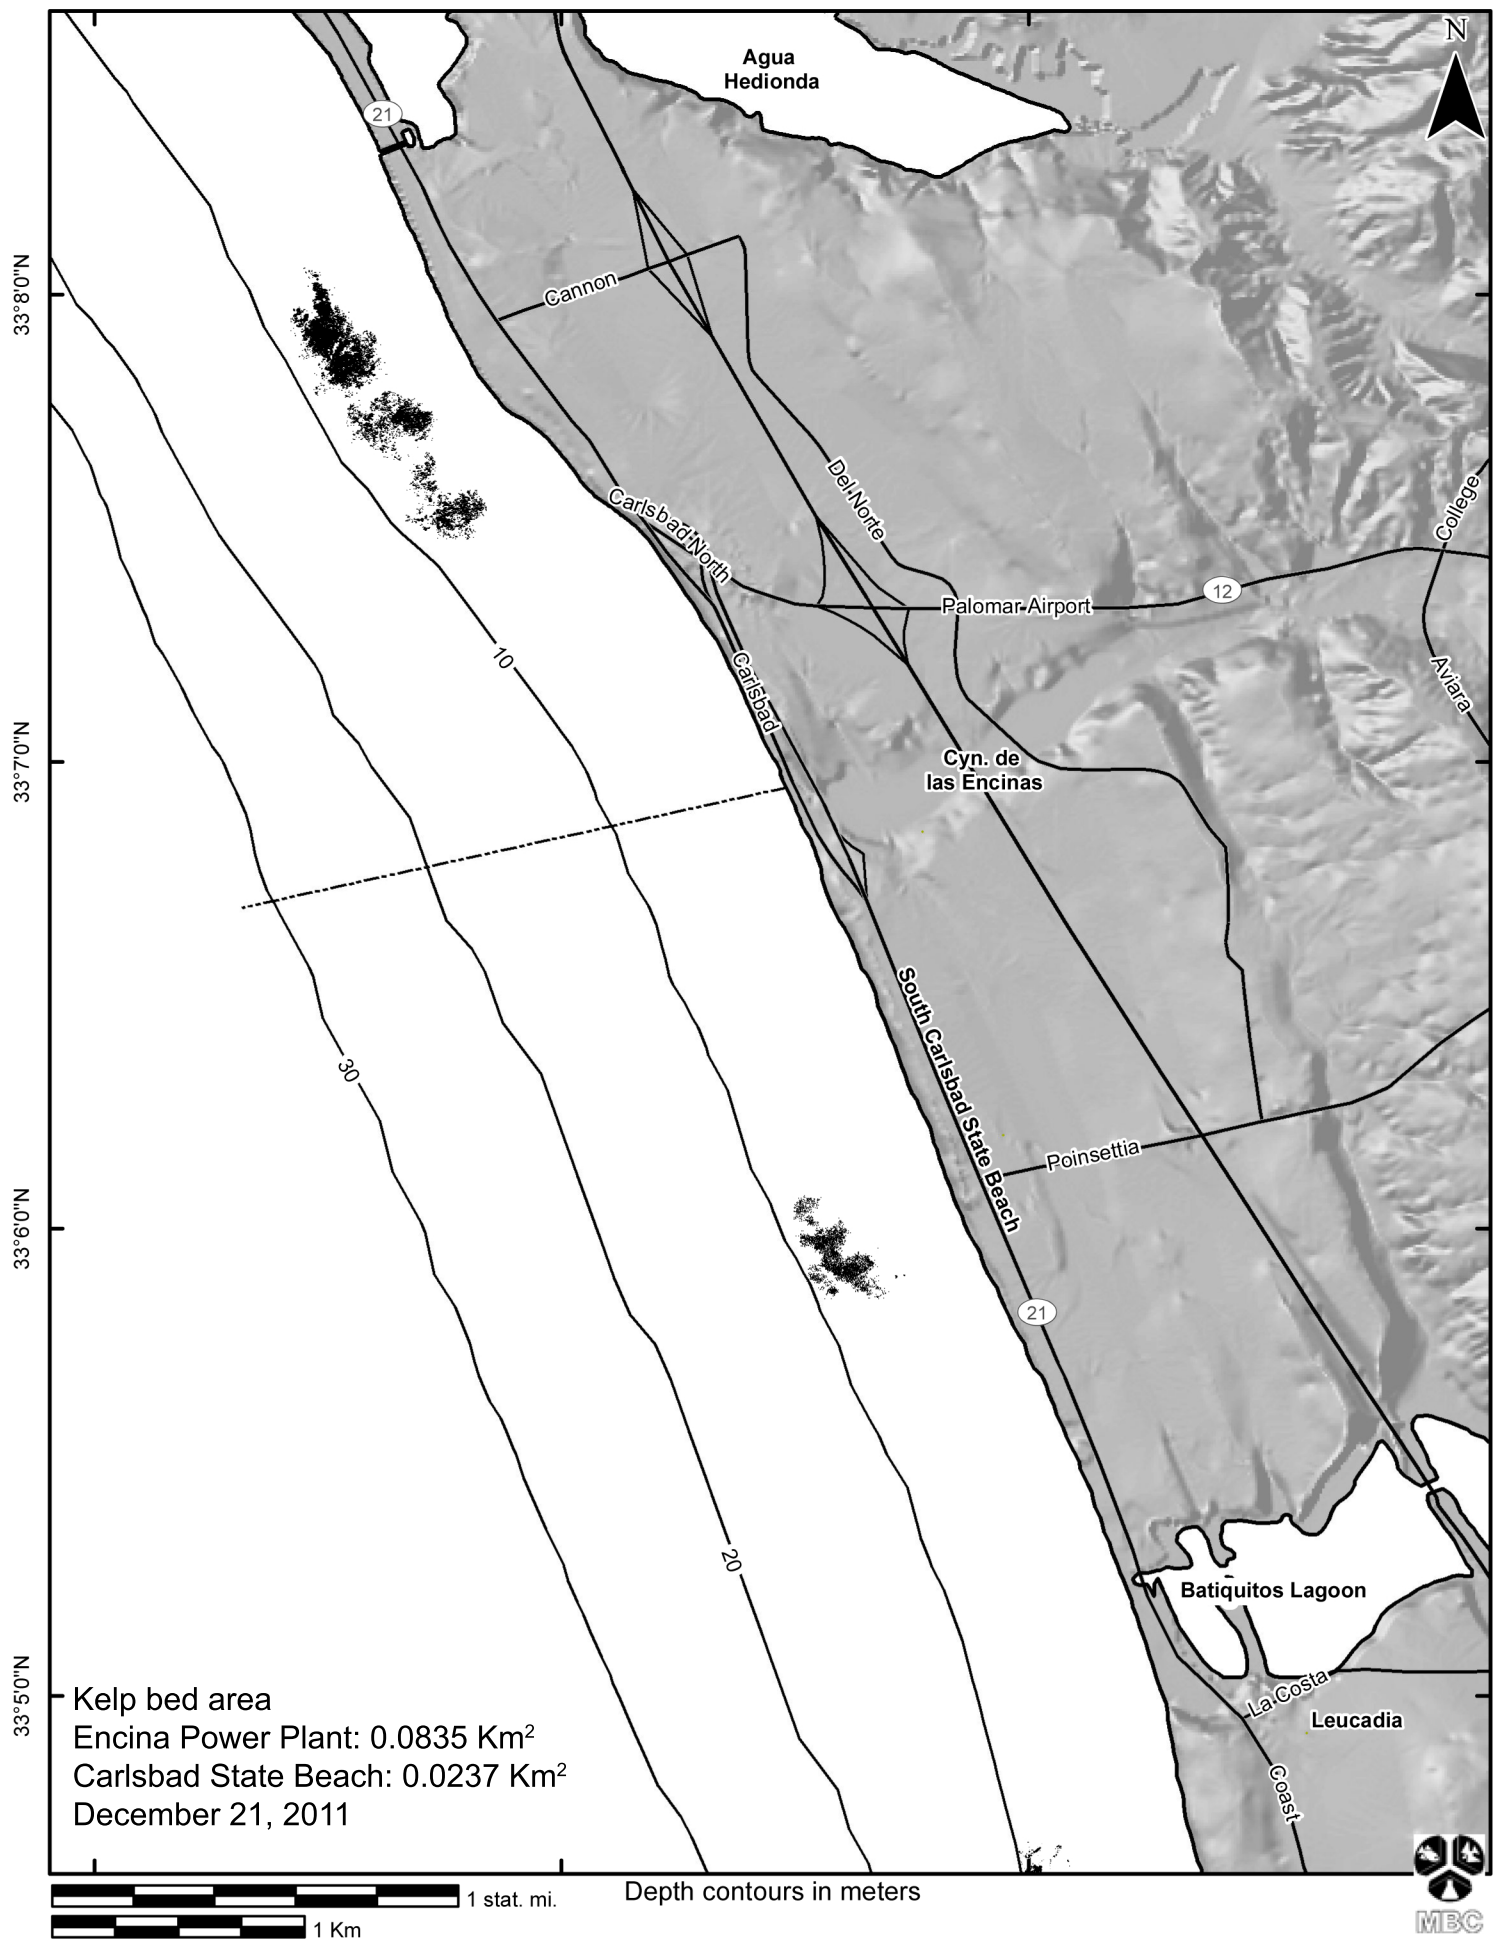 N
Agua
Hedionda
21
33°8'0"N
Cannon
Del Norte
Carlsbad North
College
12
Palomar Airport
10
Carlsbad
Aviara
33°7'0"N
Cyn. de
las Encinas
South Carlsbad State Beach
30
Poinsettia
33°6'0"N
21
20
Batiquitos Lagoon
33°5'0"N
La Costa
Leucadia
Coast
Kelp bed area
Encina Power Plant: 0.0835 Km²
Carlsbad State Beach: 0.0237 Km²
December 21, 2011
1 stat. mi.
Depth contours in meters
1 Km
MBC